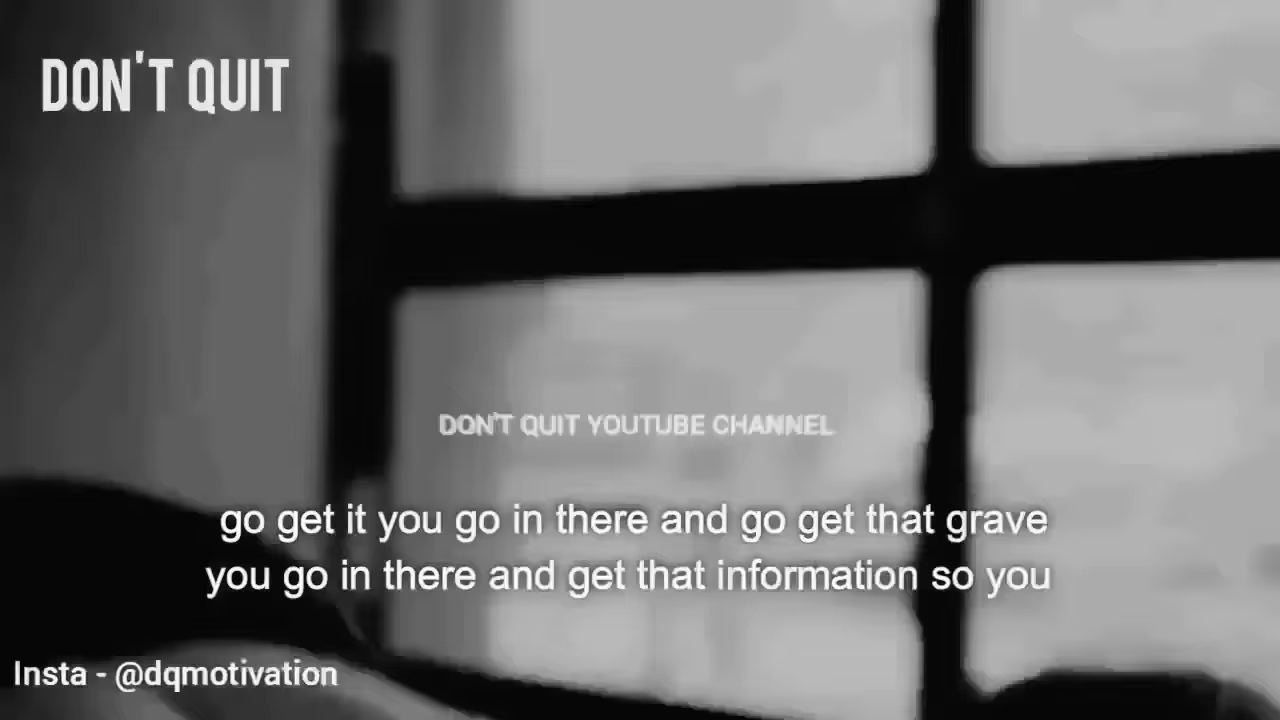 DON'T QUIT
DON'T QUIT YOUTUBE CHANNEL
go get it you go in there and go get that grave
you go in there and get that information so you
Insta - @dqmotivation